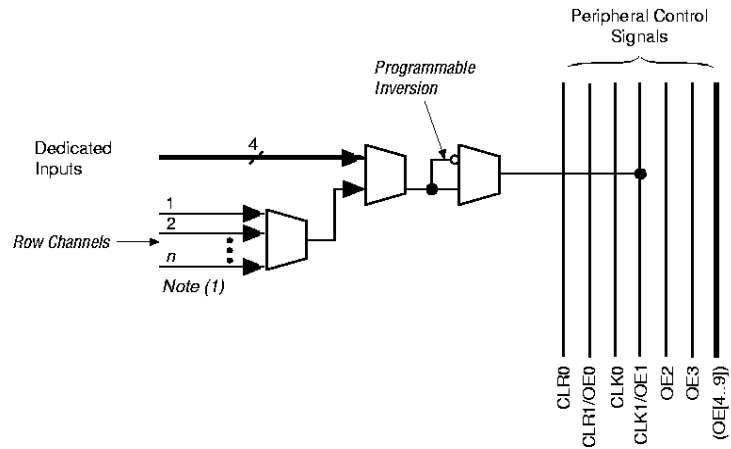 Peripheral Control
Signals
Programmable
Inversion
Dedicated
Inputs
4
1
2
Row Channels
n
Note (1)
CLR0
CLR1/OE0
CLK0
CLK1/OE1
OE2
OE3
(OE[4..9])